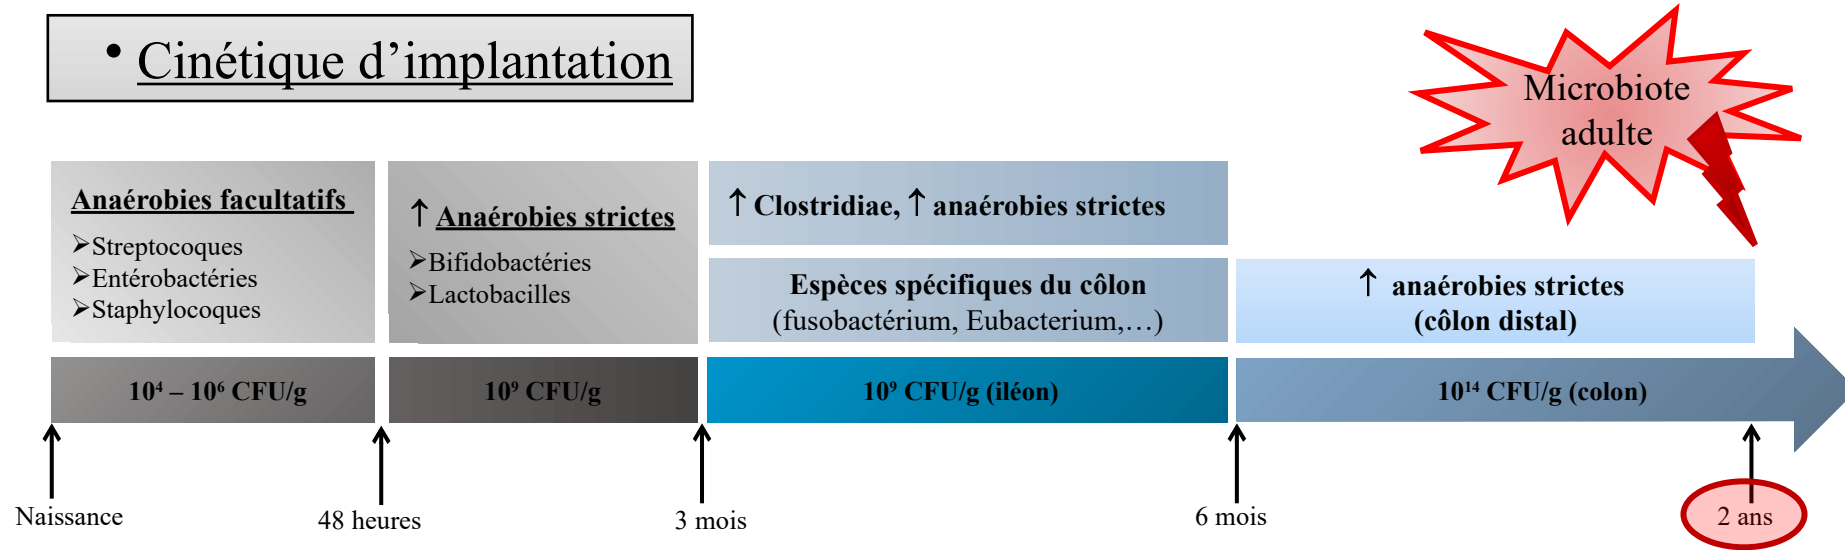 • Cinétique d’implantation
Microbiote
adulte
Anaérobies facultatifs
➢Streptocoques
➢Entérobactéries
➢Staphylocoques
↑ Anaérobies strictes
➢Bifidobactéries
➢Lactobacilles
↑ Clostridiae, ↑ anaérobies strictes
Espèces spécifiques du côlon
(fusobactérium, Eubacterium,…)
↑ anaérobies strictes
(côlon distal)
10⁴ – 10⁶ CFU/g
10⁹ CFU/g
10⁹ CFU/g (iléon)
10¹⁴ CFU/g (colon)
Naissance
48 heures
3 mois
6 mois
2 ans